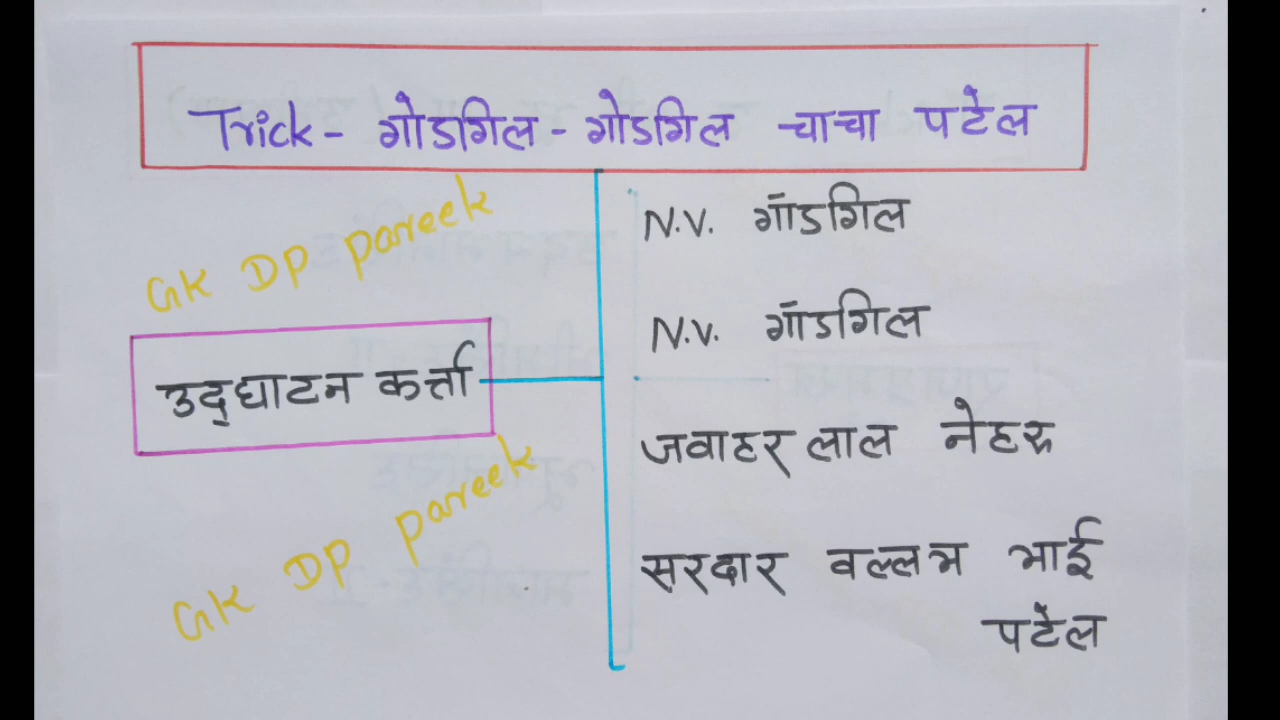 Trick - गोडगिल - गोडगिल चाचा पटेल
GK DP pareek
उद्घाटन कर्त्ता
GK DP pareek
N.V. गॉडगिल
N.V. गॉडगिल
जवाहर लाल नेहरू
सरदार वल्लभ भाई
पटेल